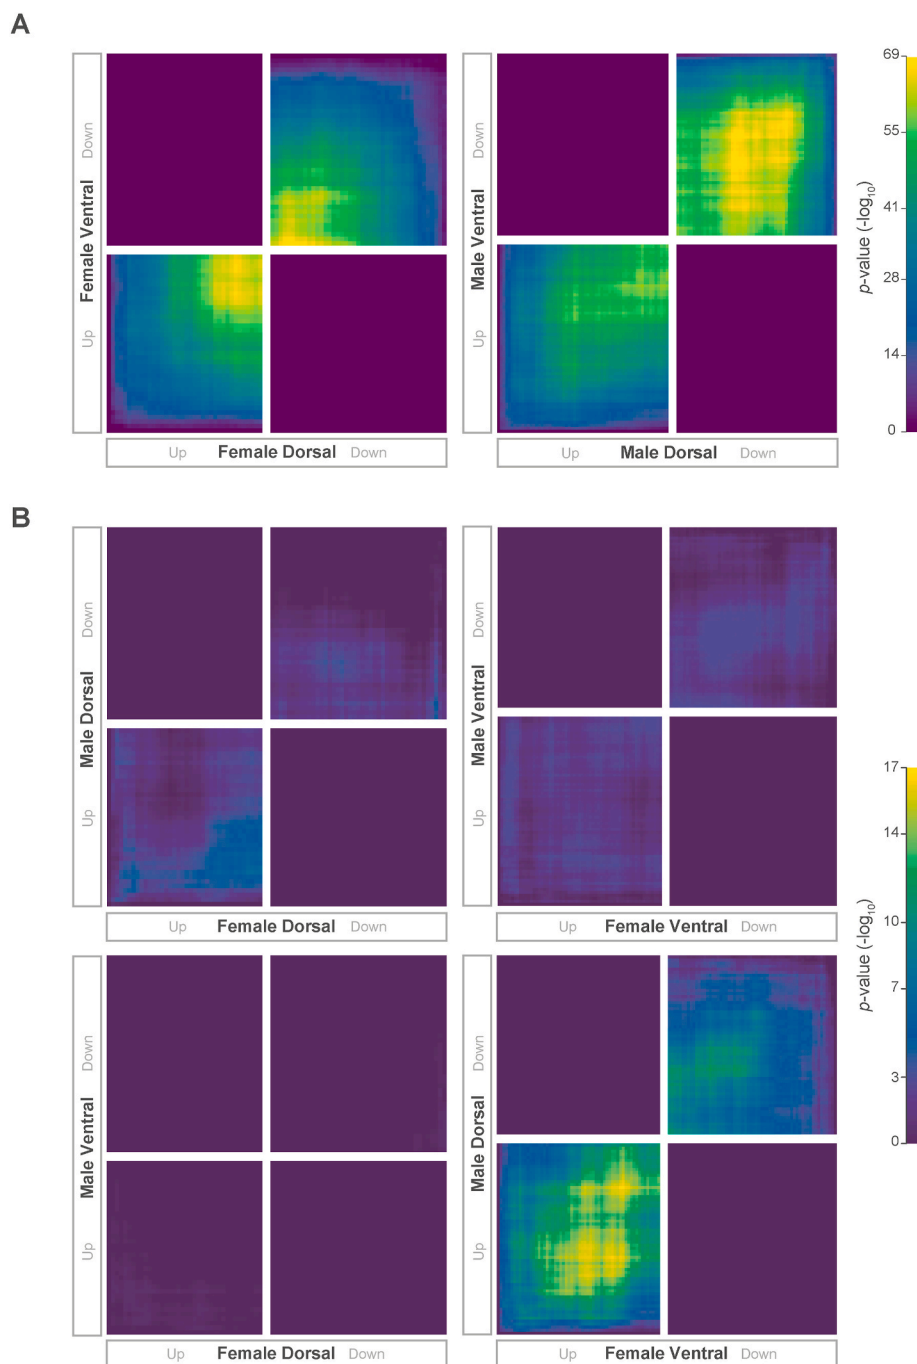 A
Female Ventral
Up
Down
Up Female Dorsal Down
Male Ventral
Up
Down
Up Male Dorsal Down
69
55
41
28
14
0
p-value (-log10)
B
Male Dorsal
Up
Down
Up Female Dorsal Down
Male Ventral
Up
Down
Up Female Ventral Down
Male Ventral
Up
Down
Up Female Dorsal Down
Male Dorsal
Up
Down
Up Female Ventral Down
17
14
10
7
3
0
p-value (-log10)